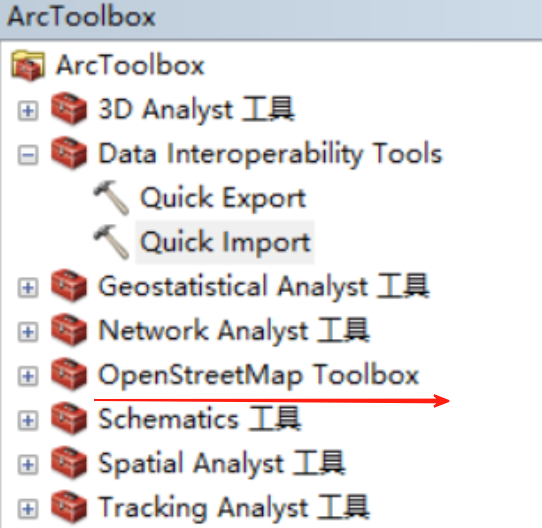 ArcToolbox
ArcToolbox
3D Analyst 工具
Data Interoperability Tools
Quick Export
Quick Import
Geostatistical Analyst 工具
Network Analyst 工具
OpenStreetMap Toolbox
Schematics 工具
Spatial Analyst 工具
Tracking Analyst 工具